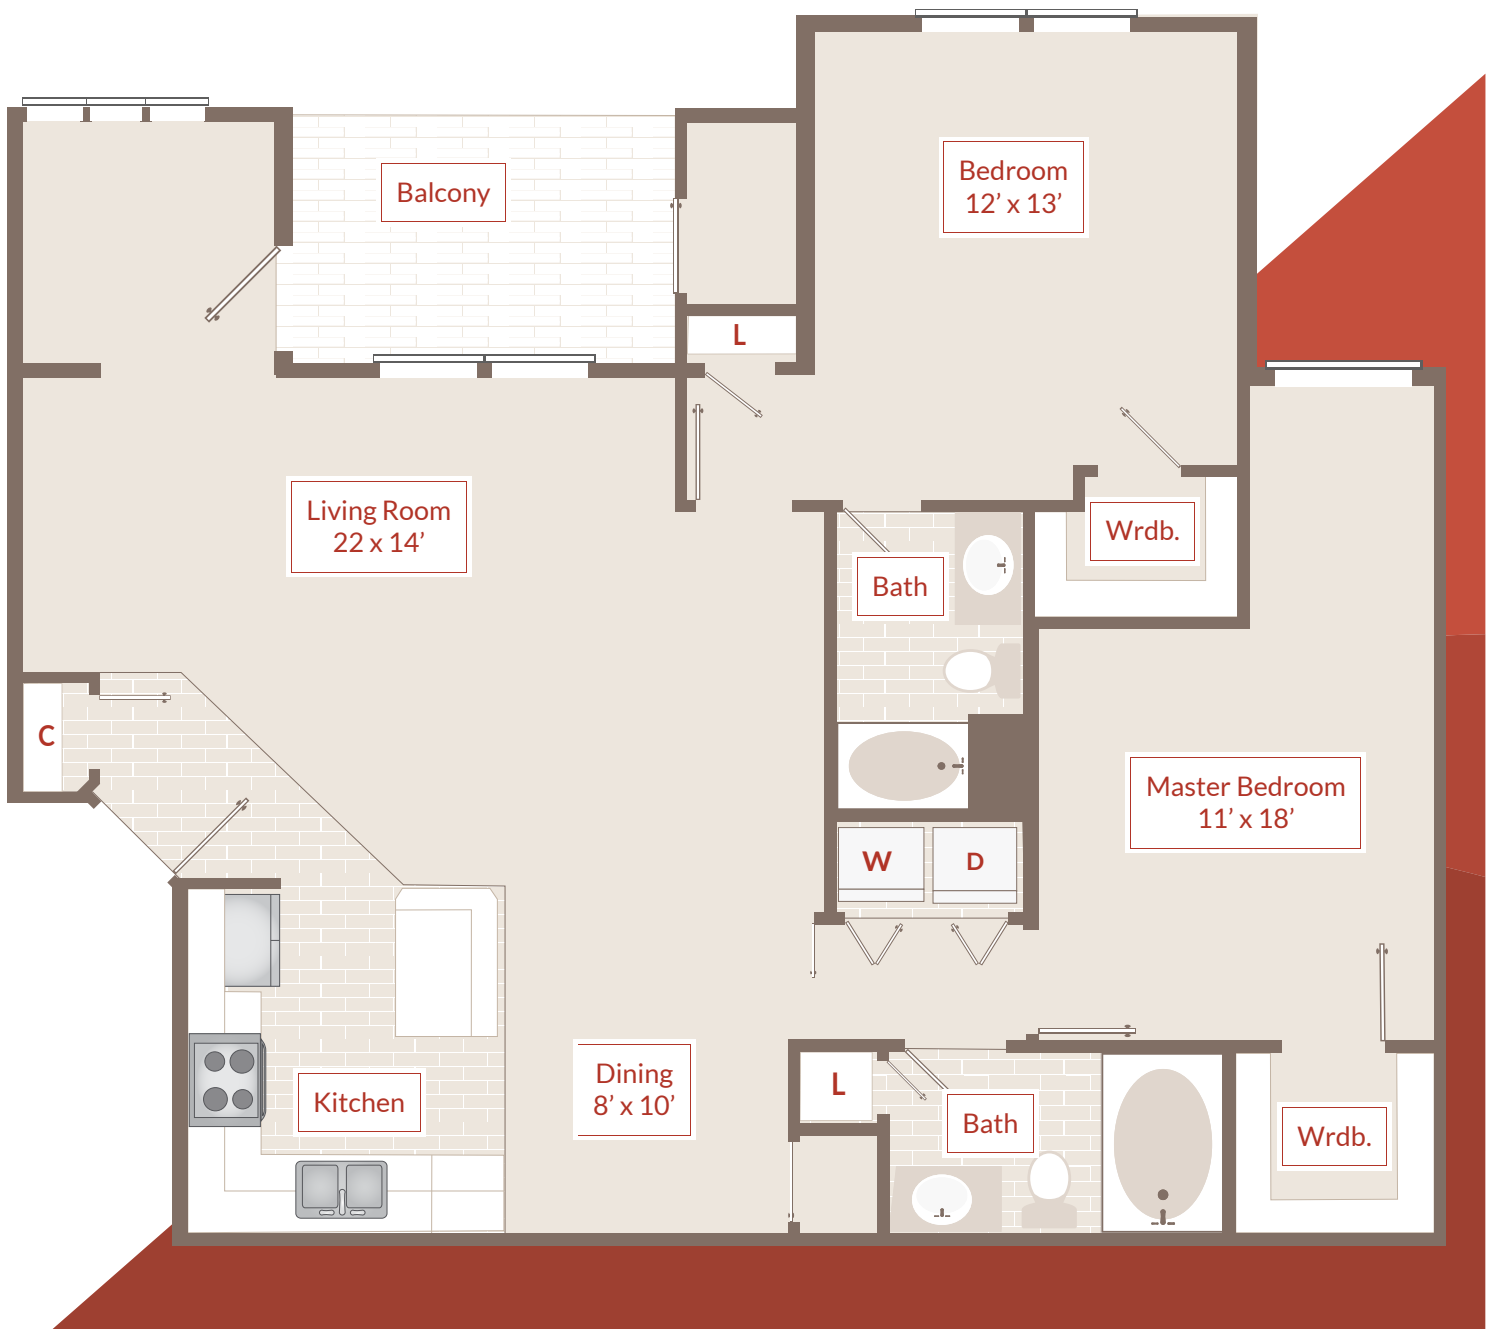 Balcony
Bedroom
12’ x 13’
L
Living Room
22 x 14’
Wrdb.
Bath
C
Master Bedroom
11’ x 18’
W
D
Dining
8’ x 10’
L
Kitchen
Bath
Wrdb.